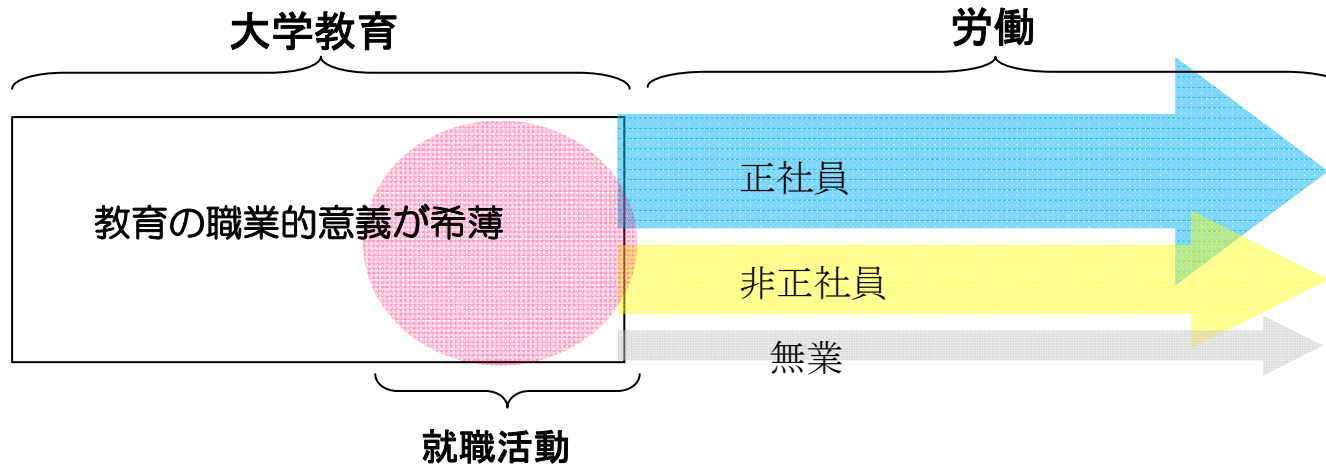 大学教育
労働
正社員
教育の職業的意義が希薄
非正社員
無業
就職活動